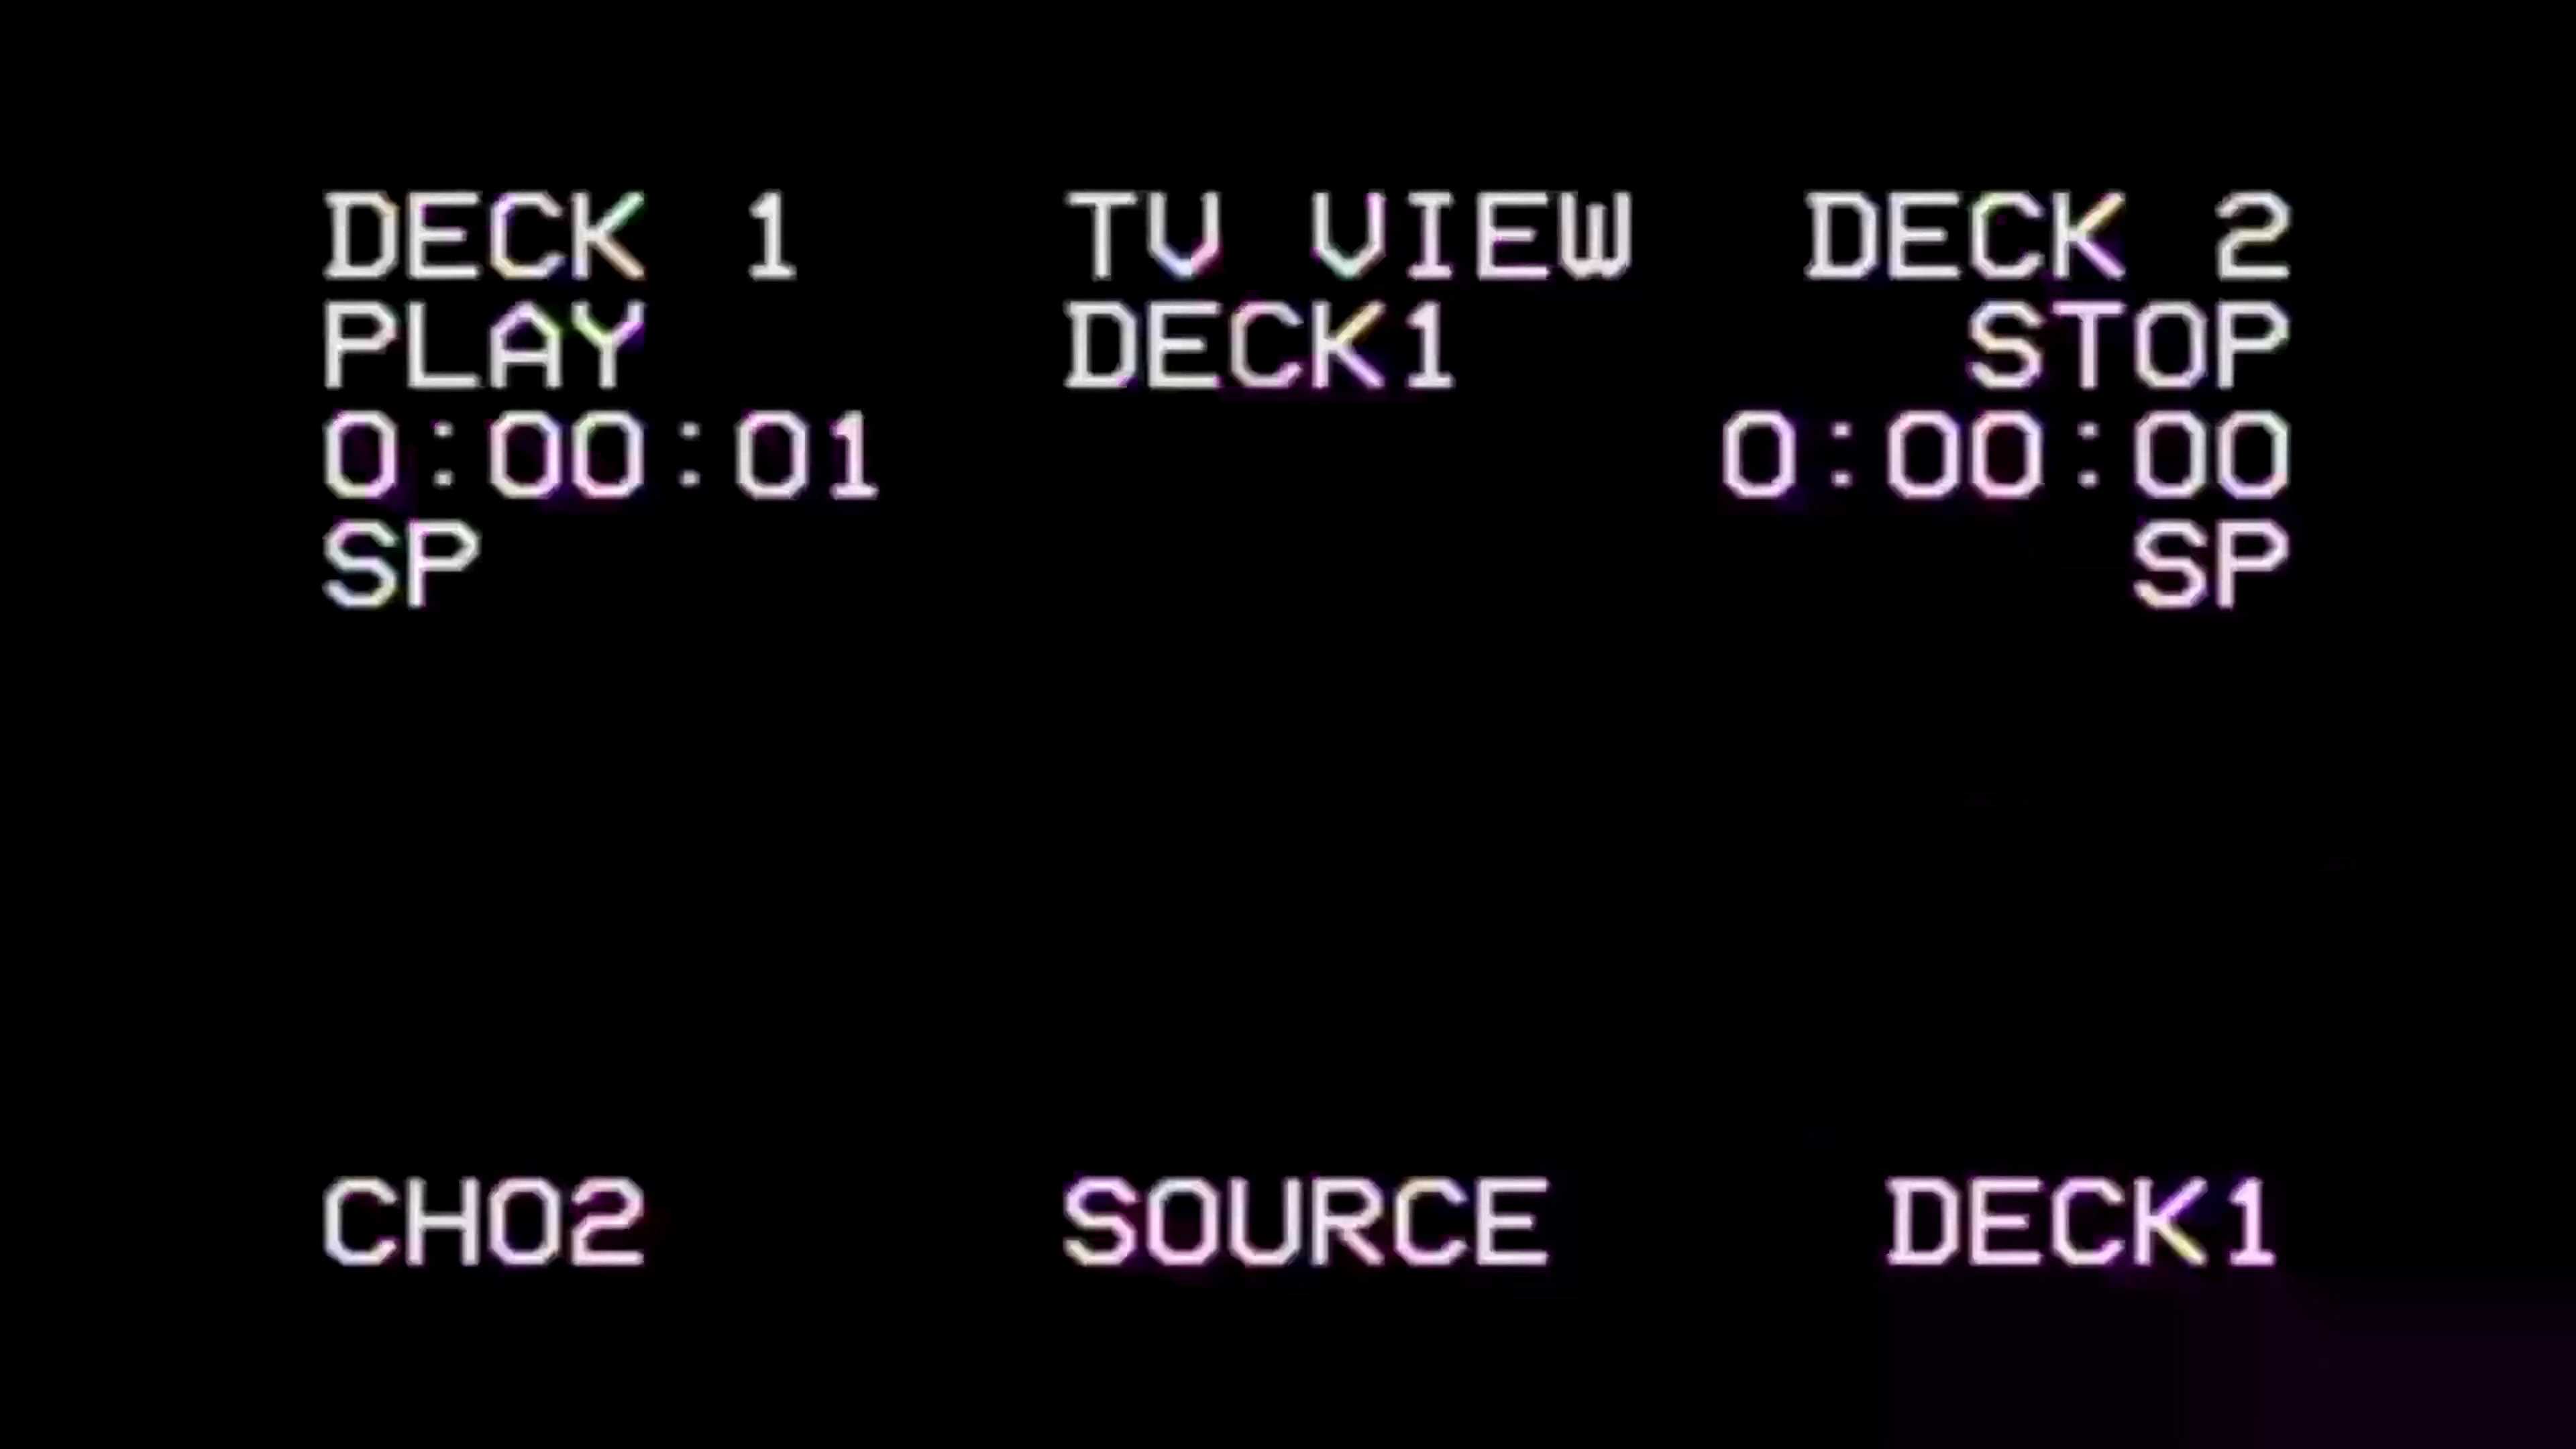 DECK 1 TV VIEW DECK 2
PLAY DECK1 STOP
0:00:01 0:00:00
SP SP
CH02 SOURCE DECK1